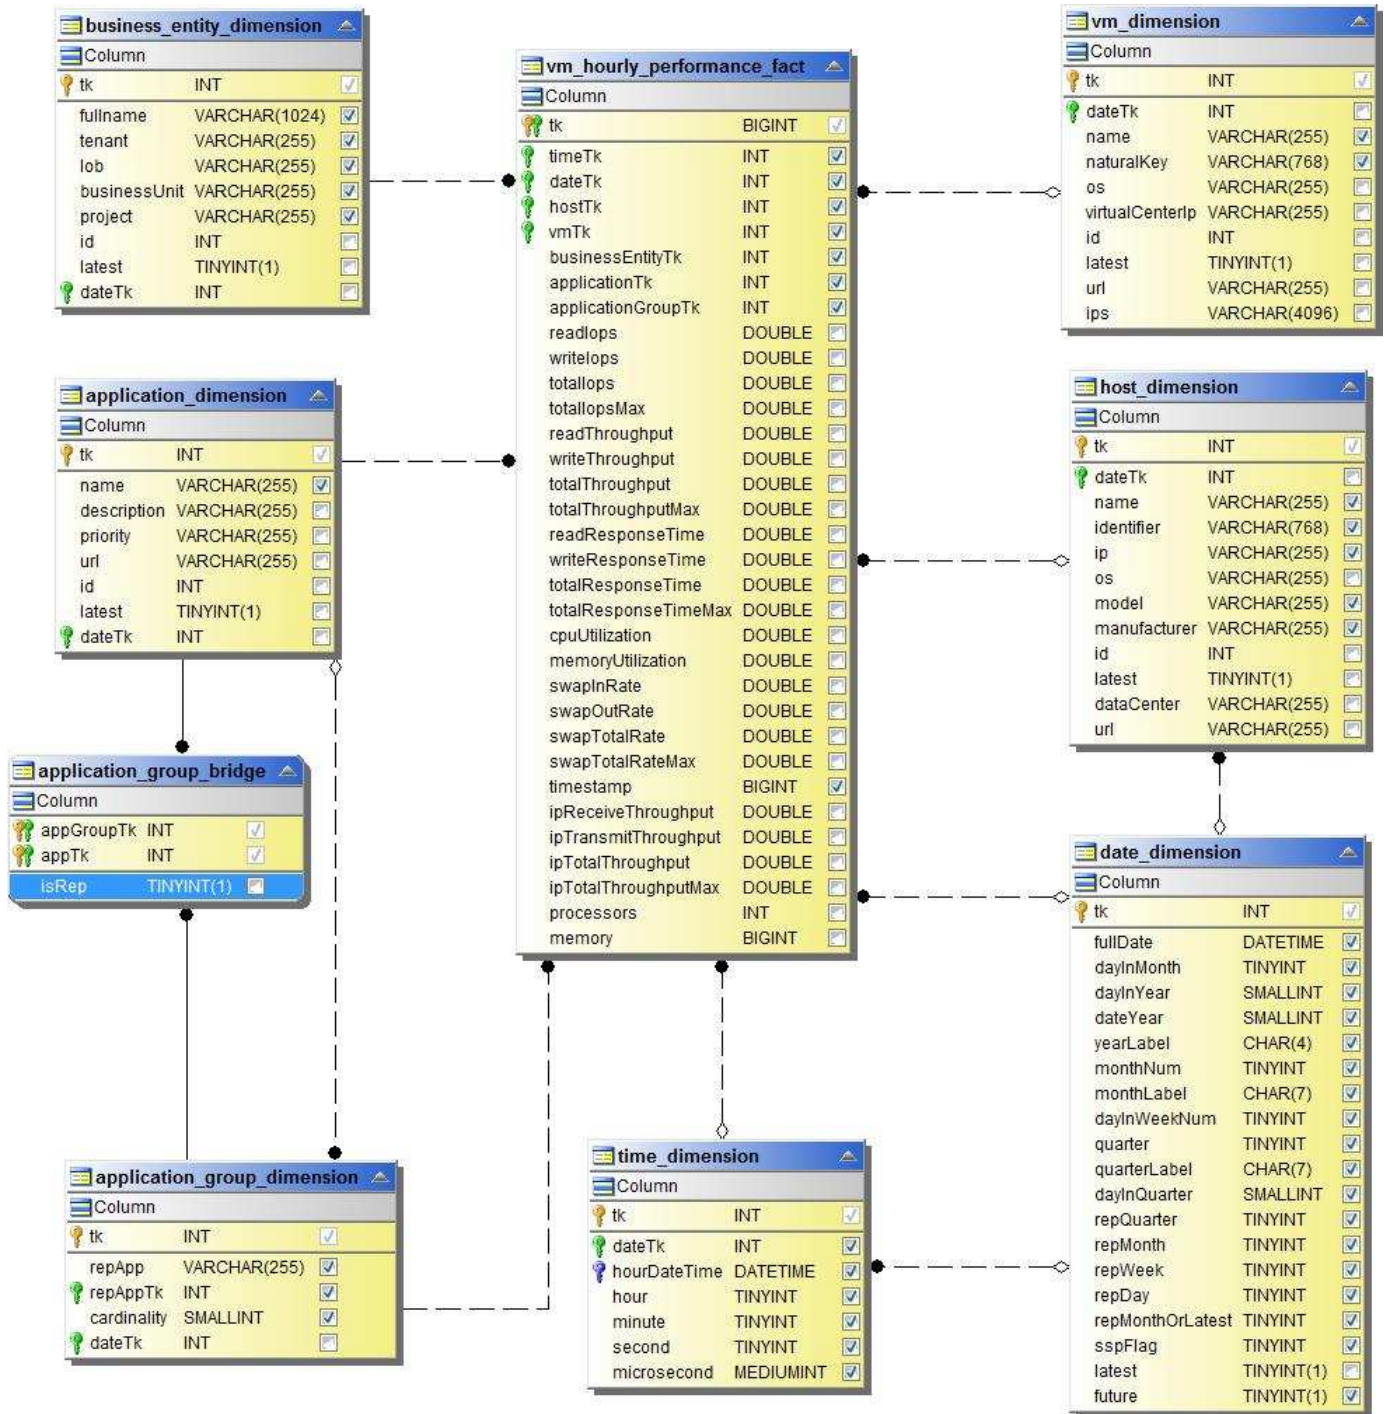 business_entity_dimension
Column
tk INT
fullname VARCHAR(1024)
tenant VARCHAR(255)
lob VARCHAR(255)
businessUnit VARCHAR(255)
project VARCHAR(255)
id INT
latest TINYINT(1)
dateTk INT
vm_hourly_performance_fact
Column
tk BIGINT
timeTk INT
dateTk INT
hostTk INT
vmTk INT
businessEntityTk INT
applicationTk INT
applicationGroupTk INT
readIops DOUBLE
writeIops DOUBLE
totalIops DOUBLE
totalIopsMax DOUBLE
readThroughput DOUBLE
writeThroughput DOUBLE
totalThroughput DOUBLE
totalThroughputMax DOUBLE
readResponseTime DOUBLE
writeResponseTime DOUBLE
totalResponseTime DOUBLE
totalResponseTimeMax DOUBLE
cpuUtilization DOUBLE
memoryUtilization DOUBLE
swapInRate DOUBLE
swapOutRate DOUBLE
swapTotalRate DOUBLE
swapTotalRateMax DOUBLE
timestamp BIGINT
ipReceiveThroughput DOUBLE
ipTransmitThroughput DOUBLE
ipTotalThroughput DOUBLE
ipTotalThroughputMax DOUBLE
processors INT
memory BIGINT
vm_dimension
Column
tk INT
dateTk INT
name VARCHAR(255)
naturalKey VARCHAR(768)
os VARCHAR(255)
virtualCenterIp VARCHAR(255)
id INT
latest TINYINT(1)
url VARCHAR(255)
ips VARCHAR(4096)
application_dimension
Column
tk INT
name VARCHAR(255)
description VARCHAR(255)
priority VARCHAR(255)
url VARCHAR(255)
id INT
latest TINYINT(1)
dateTk INT
host_dimension
Column
tk INT
dateTk INT
name VARCHAR(255)
identifier VARCHAR(768)
ip VARCHAR(255)
os VARCHAR(255)
model VARCHAR(255)
manufacturer VARCHAR(255)
id INT
latest TINYINT(1)
dataCenter VARCHAR(255)
url VARCHAR(255)
application_group_bridge
Column
appGroupTk INT
appTk INT
isRep TINYINT(1)
date_dimension
Column
tk INT
fullDate DATETIME
dayInMonth TINYINT
dayInYear SMALLINT
dateYear SMALLINT
yearLabel CHAR(4)
monthNum TINYINT
monthLabel CHAR(7)
dayInWeekNum TINYINT
quarter TINYINT
quarterLabel CHAR(7)
dayInQuarter SMALLINT
repQuarter TINYINT
repMonth TINYINT
repWeek TINYINT
repDay TINYINT
repMonthOrLatest TINYINT
sspFlag TINYINT
latest TINYINT(1)
future TINYINT(1)
application_group_dimension
Column
tk INT
repApp VARCHAR(255)
repAppTk INT
cardinality SMALLINT
dateTk INT
time_dimension
Column
tk INT
dateTk INT
hourDateTime DATETIME
hour TINYINT
minute TINYINT
second TINYINT
microsecond MEDIUMINT